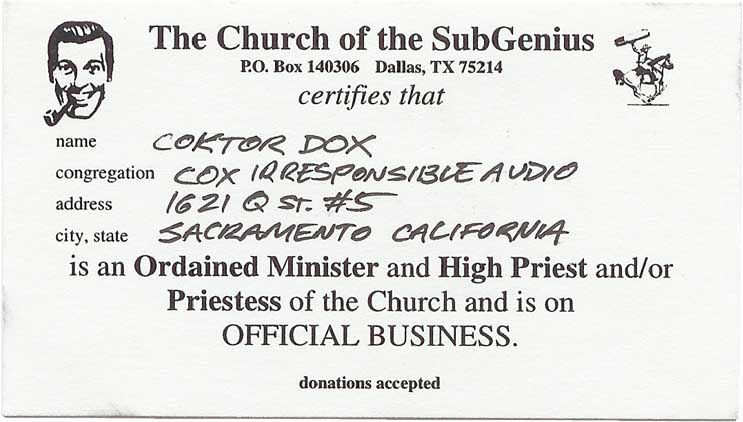 The Church of the SubGenius
P.O. Box 140306 Dallas, TX 75214
certifies that
name COKTOR DOX
congregation COX IRRESPONSIBLE AUDIO
address 1621 Q ST. #5
city, state SACRAMENTO CALIFORNIA
is an Ordained Minister and High Priest and/or
Priestess of the Church and is on
OFFICIAL BUSINESS.
donations accepted